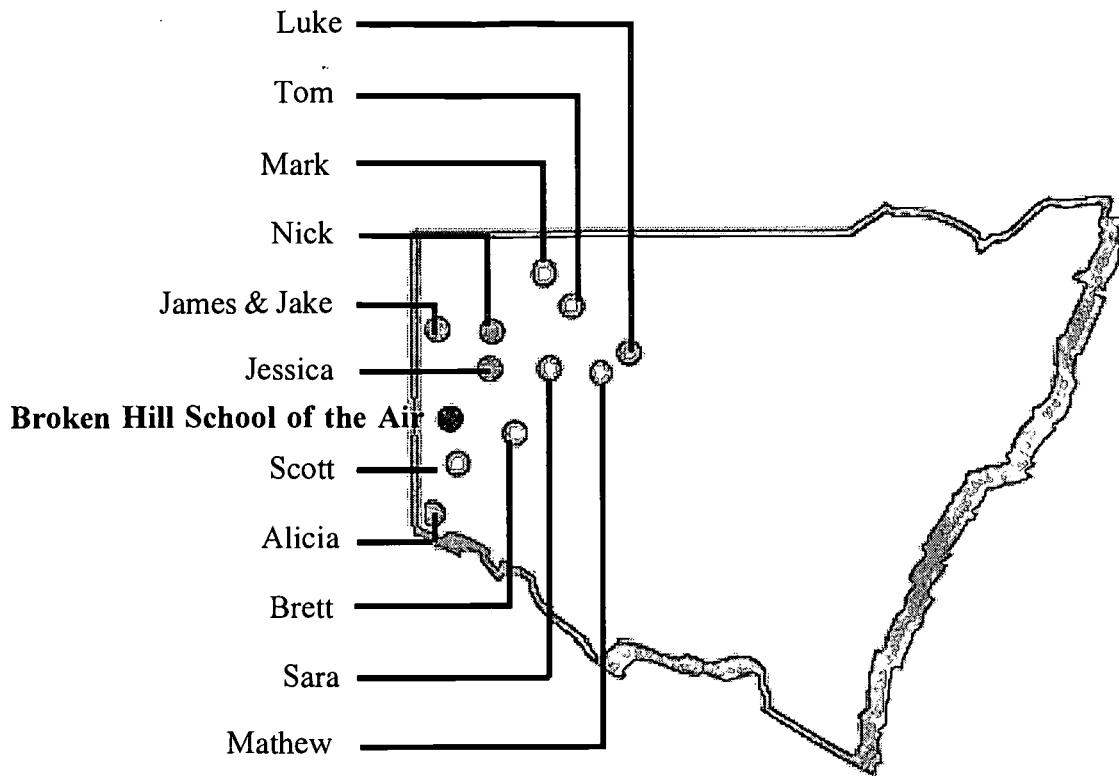 Luke
Tom
Mark
Nick
James & Jake
Jessica
Broken Hill School of the Air
Scott
Alicia
Brett
Sara
Mathew